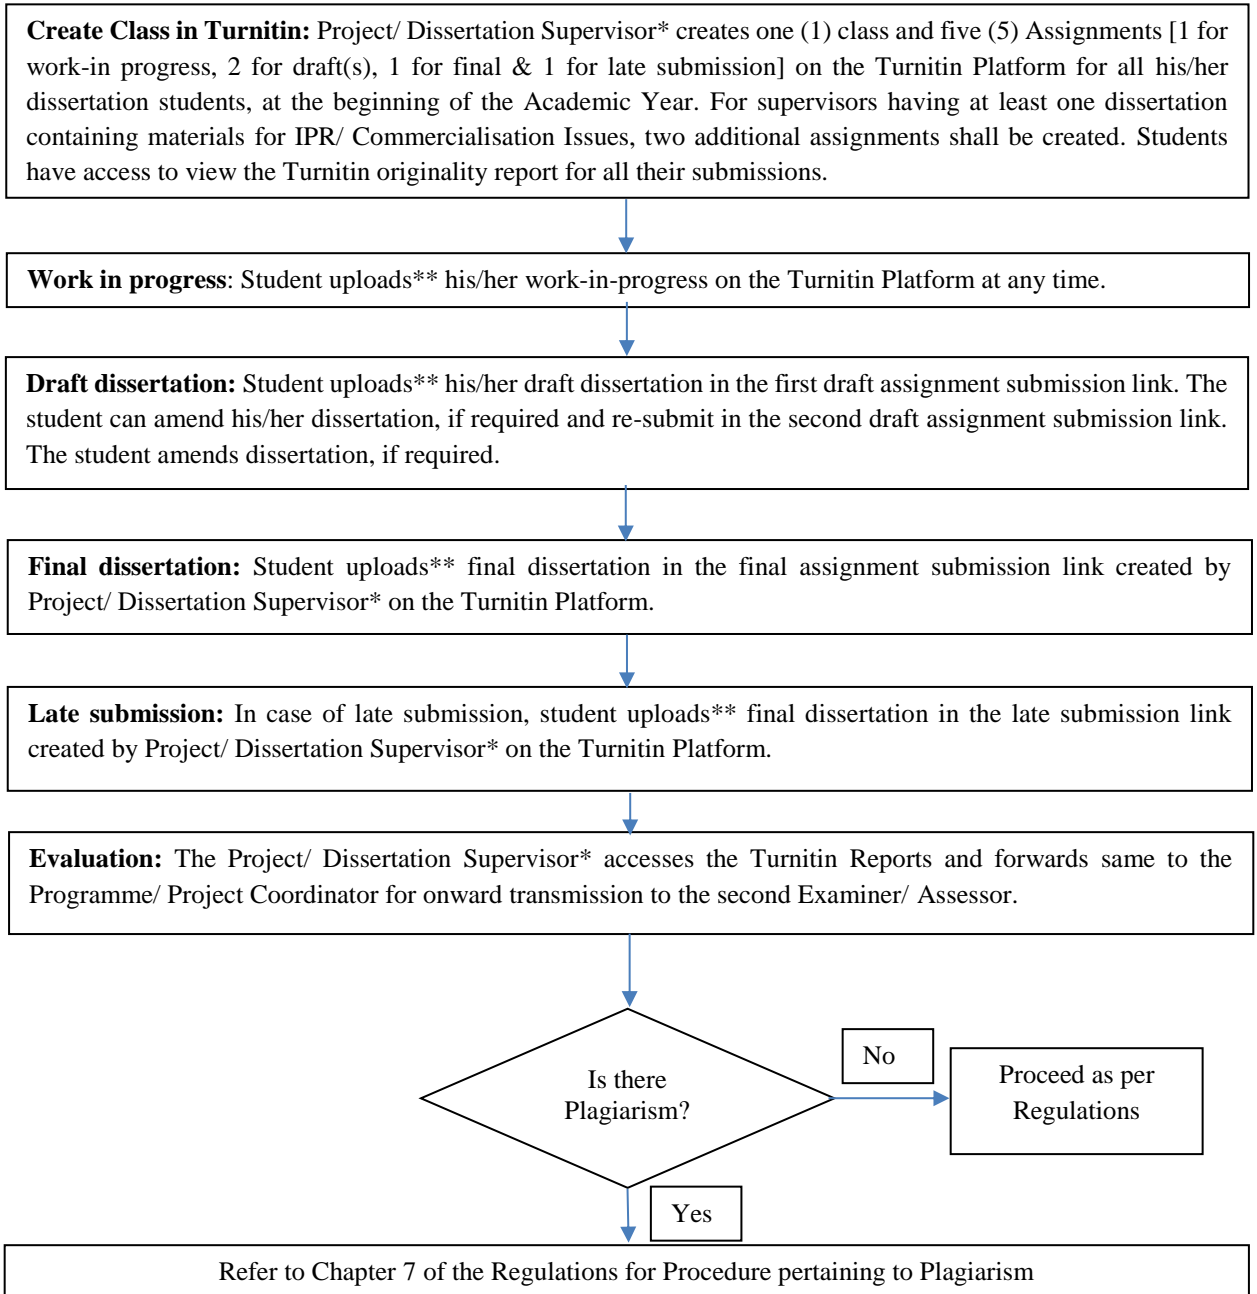 Create Class in Turnitin: Project/ Dissertation Supervisor* creates one (1) class and five (5) Assignments [1 for
work-in progress, 2 for draft(s), 1 for final & 1 for late submission] on the Turnitin Platform for all his/her
dissertation students, at the beginning of the Academic Year. For supervisors having at least one dissertation
containing materials for IPR/ Commercialisation Issues, two additional assignments shall be created. Students
have access to view the Turnitin originality report for all their submissions.
Work in progress: Student uploads** his/her work-in-progress on the Turnitin Platform at any time.
Draft dissertation: Student uploads** his/her draft dissertation in the first draft assignment submission link. The
student can amend his/her dissertation, if required and re-submit in the second draft assignment submission link.
The student amends dissertation, if required.
Final dissertation: Student uploads** final dissertation in the final assignment submission link created by
Project/ Dissertation Supervisor* on the Turnitin Platform.
Late submission: In case of late submission, student uploads** final dissertation in the late submission link
created by Project/ Dissertation Supervisor* on the Turnitin Platform.
Evaluation: The Project/ Dissertation Supervisor* accesses the Turnitin Reports and forwards same to the
Programme/ Project Coordinator for onward transmission to the second Examiner/ Assessor.
Is there
Plagiarism?
No
Proceed as per
Regulations
Yes
Refer to Chapter 7 of the Regulations for Procedure pertaining to Plagiarism